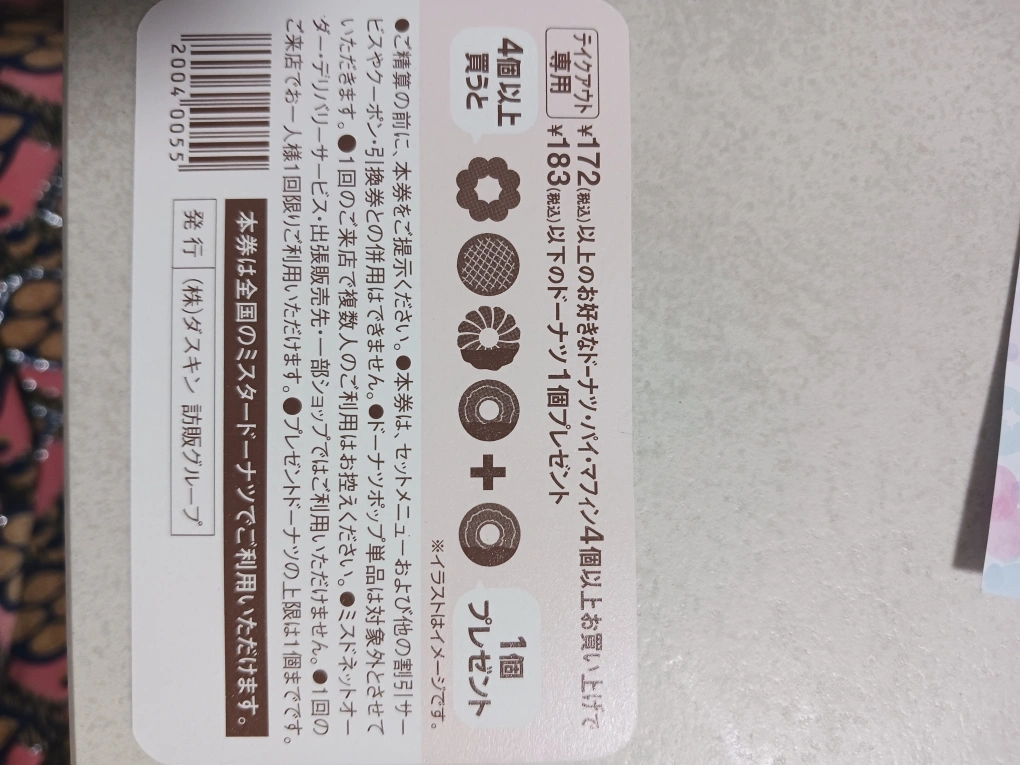 テイクアウト
専用
¥172(税込)以上のお好きなドーナツ・パイ・マフィン4個以上お買い上げで
¥183(税込)以下のドーナツ1個プレゼント
4個以上
買うと
1個
プレゼント
※イラストはイメージです。
●ご精算の前に、本券をご提示ください。●本券は、セットメニューおよび他の割引サー
ビスやクーポン・引換券との併用はできません。●ドーナツポップ単品は対象外とさせて
いただきます。●1回のご来店で複数人のご利用はお控えください。●ミスドネットオー
ダー・デリバリーサービス・出張販売先・一部ショップではご利用いただけません。●1回の
ご来店でお一人様1回限りご利用いただけます。●プレゼントドーナツの上限は1個までです。
本券は全国のミスタードーナツでご利用いただけます。
2004 0055
発行
(株)ダスキン 訪販グループ